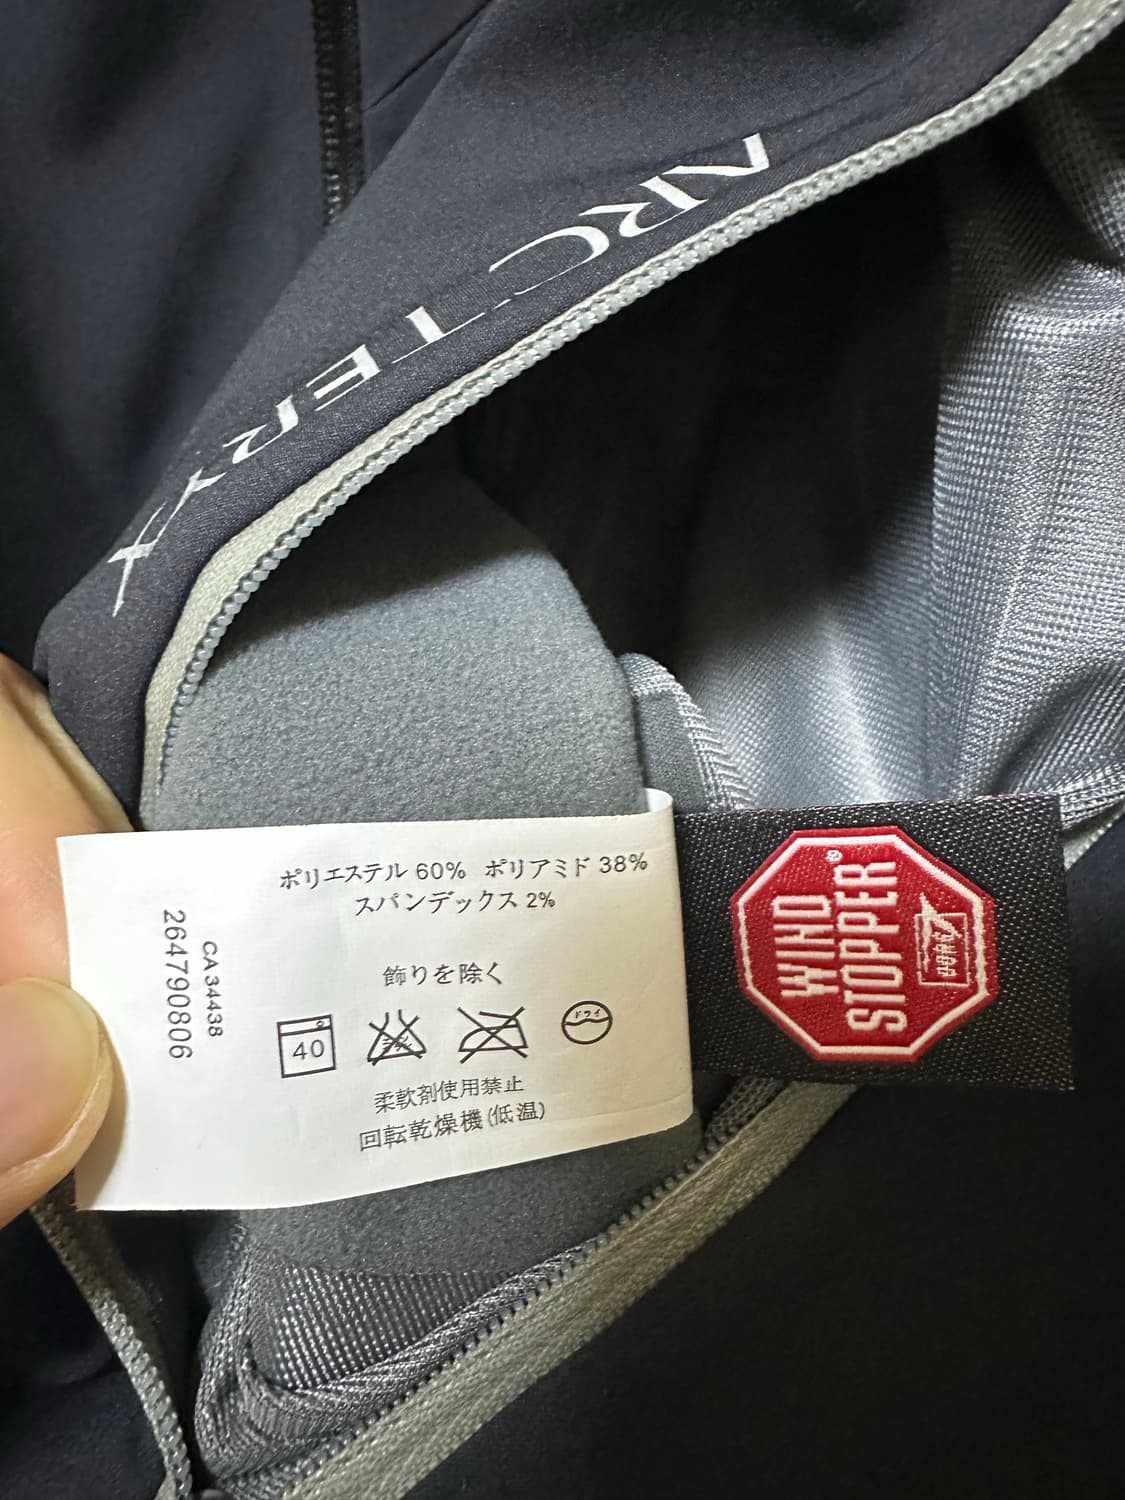 ARC'TERYX
ポリエステル 60% ポリアミド 38%
スパンデックス 2%
飾りを除く
40
ドライ
柔軟剤使用禁止
回転乾燥機(低温)
CA34438
264790806
WIND
STOPPER®
GORE